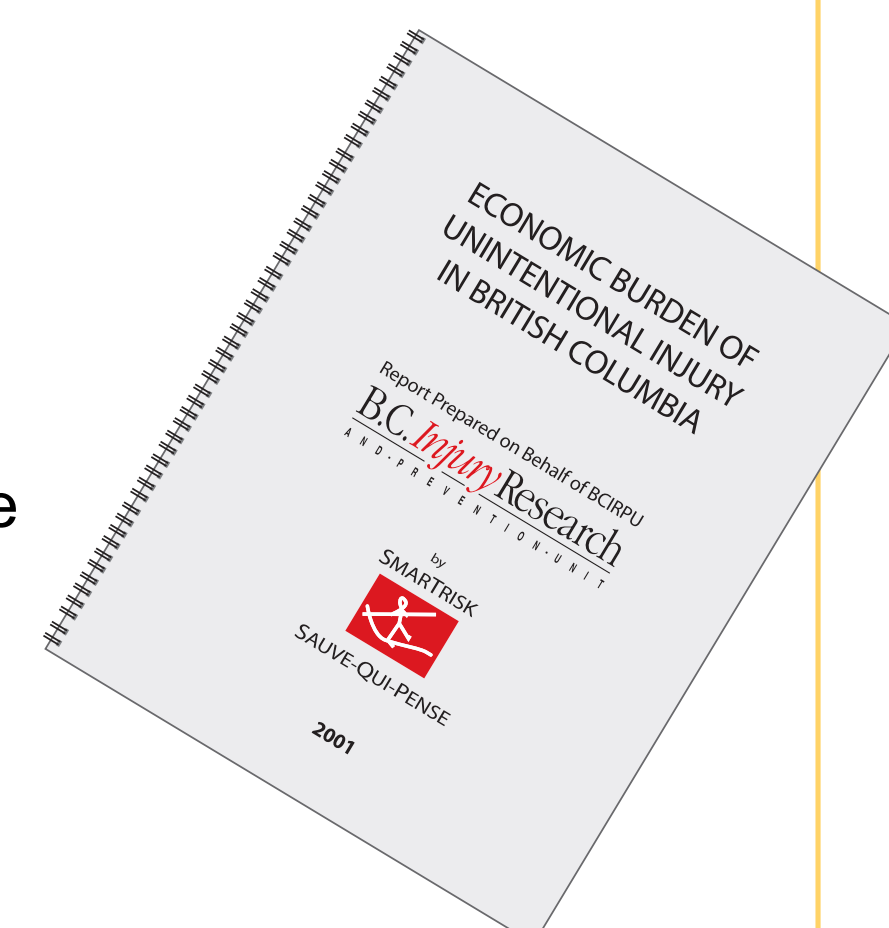 ECONOMIC BURDEN OF
UNINTENTIONAL INJURY
IN BRITISH COLUMBIA
Report Prepared on Behalf of BCIRPU
B.C. Injury Research
AND·PREVENTION·UNIT
by
SMARTRISK
SAUVE-QUI-PENSE
2001
e